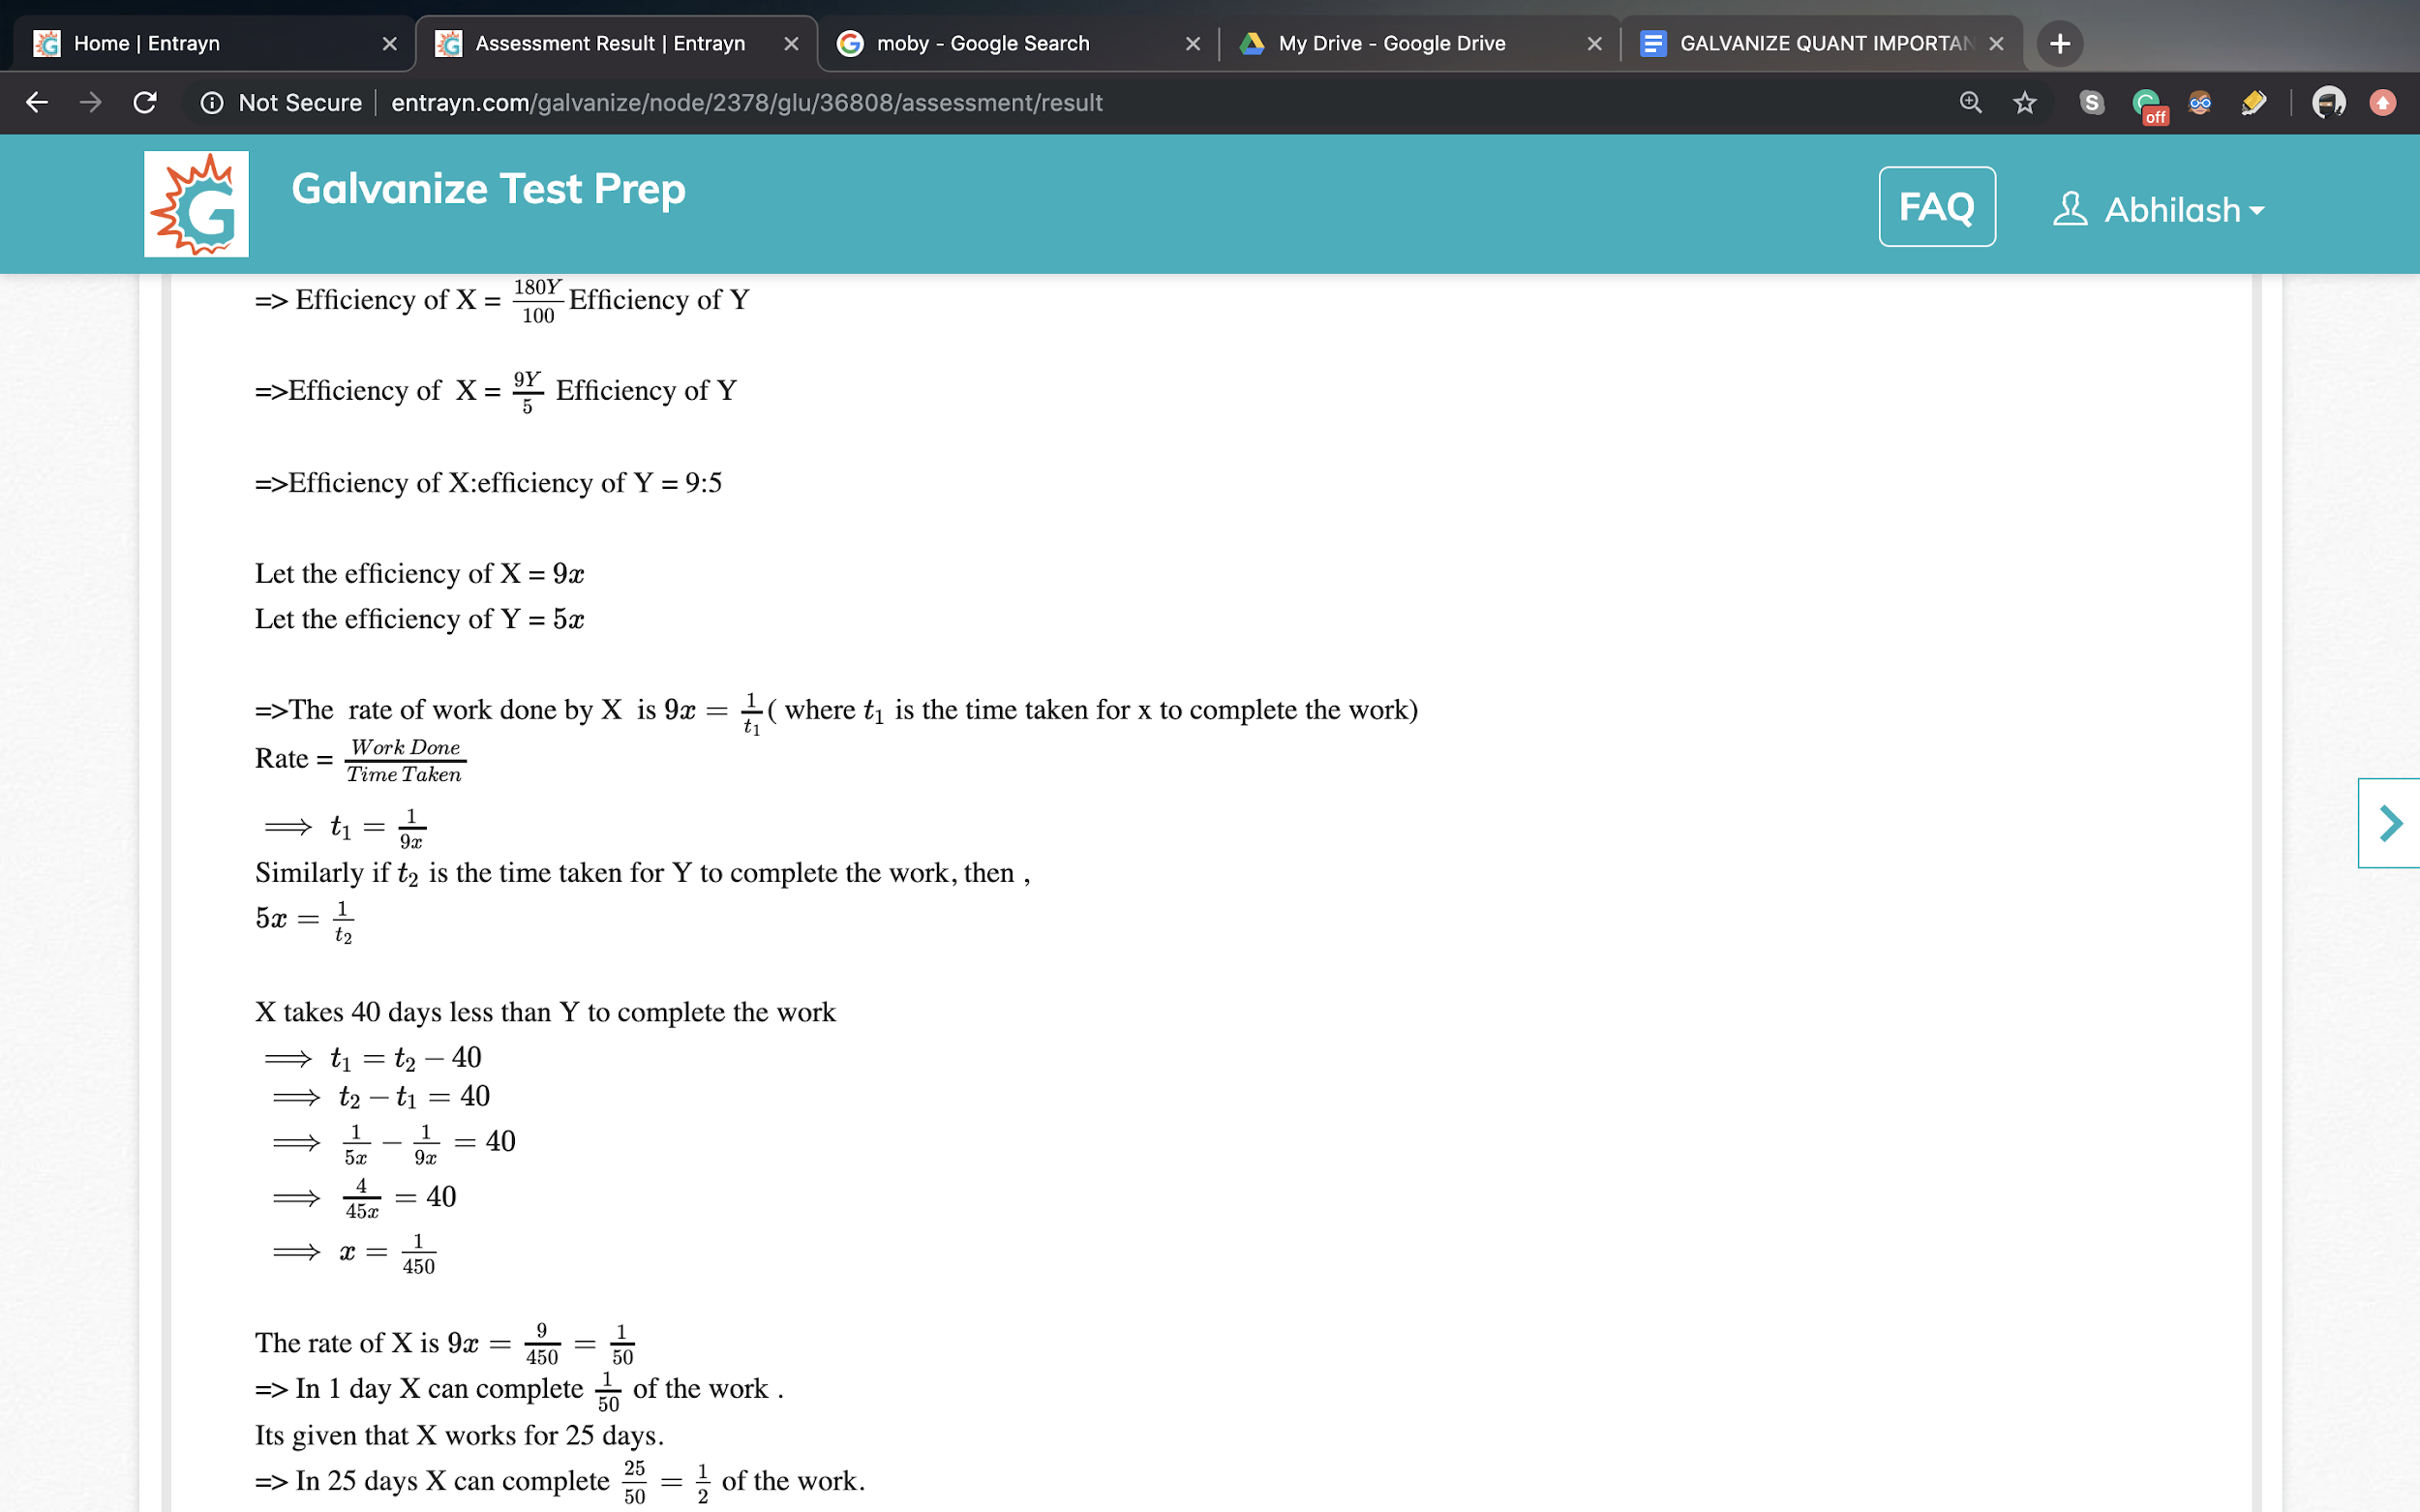 Home | Entrayn
Assessment Result | Entrayn
moby - Google Search
My Drive - Google Drive
GALVANIZE QUANT IMPORTAN
Not Secure | entrayn.com/galvanize/node/2378/glu/36808/assessment/result
off
Galvanize Test Prep
FAQ
Abhilash
=> Efficiency of X = 180Y/100 Efficiency of Y
=>Efficiency of X = 9Y/5 Efficiency of Y
=>Efficiency of X:efficiency of Y = 9:5
Let the efficiency of X = 9x
Let the efficiency of Y = 5x
=>The rate of work done by X is 9x = 1/t₁ ( where t₁ is the time taken for x to complete the work)
Rate = Work Done/Time Taken
⟹ t₁ = 1/9x
Similarly if t₂ is the time taken for Y to complete the work, then ,
5x = 1/t₂
X takes 40 days less than Y to complete the work
⟹ t₁ = t₂ − 40
⟹ t₂ − t₁ = 40
⟹ 1/5x − 1/9x = 40
⟹ 4/45x = 40
⟹ x = 1/450
The rate of X is 9x = 9/450 = 1/50
=> In 1 day X can complete 1/50 of the work .
Its given that X works for 25 days.
=> In 25 days X can complete 25/50 = 1/2 of the work.